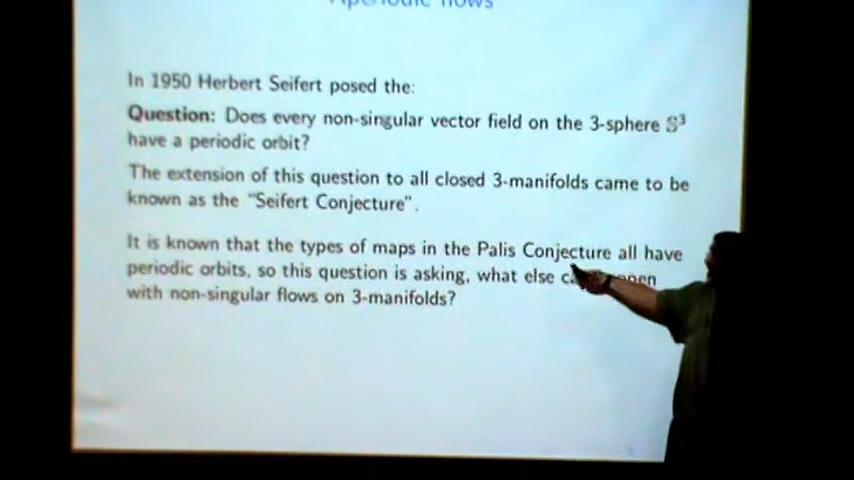 Aperiodic flows
In 1950 Herbert Seifert posed the:
Question: Does every non-singular vector field on the 3-sphere S³
have a periodic orbit?
The extension of this question to all closed 3-manifolds came to be
known as the "Seifert Conjecture".
It is known that the types of maps in the Palis Conjecture all have
periodic orbits, so this question is asking, what else
with non-singular flows on 3-manifolds?